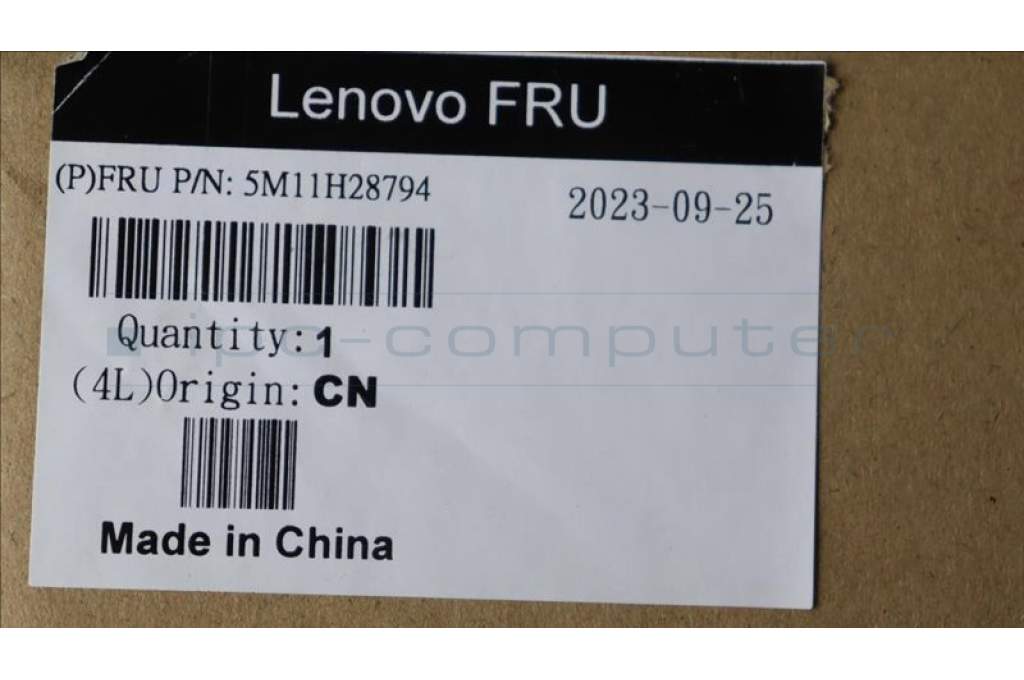 Lenovo FRU
(P)FRU P/N: 5M11H28794
2023-09-25
Quantity: 1
ipc-computer
(4L)Origin: CN
Made in China